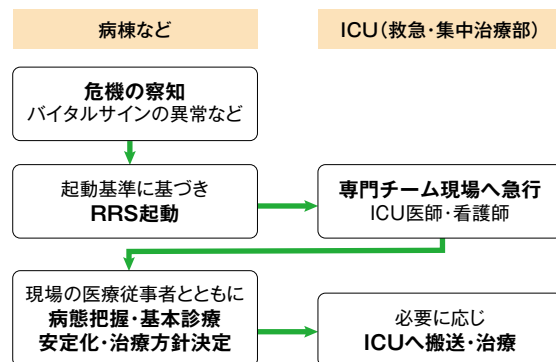 病棟など
ICU（救急・集中治療部）
危機の察知
バイタルサインの異常など
起動基準に基づき
RRS起動
専門チーム現場へ急行
ICU医師・看護師
現場の医療従事者とともに
病態把握・基本診療
安定化・治療方針決定
必要に応じ
ICUへ搬送・治療